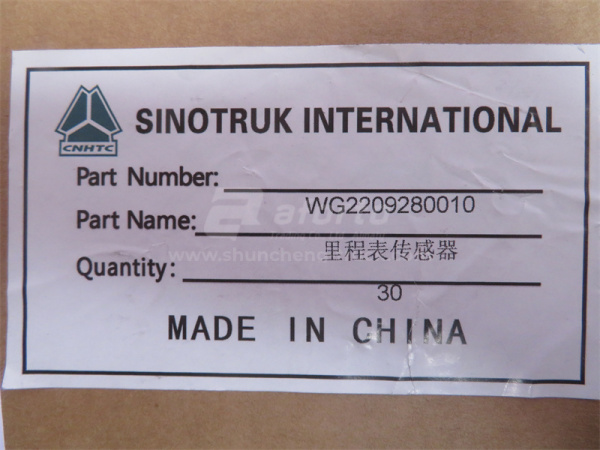 SINOTRUK INTERNATIONAL
CNHTC
Part Number:
WG2209280010
Part Name:
里程表传感器
Quantity:
30
MADE IN CHINA